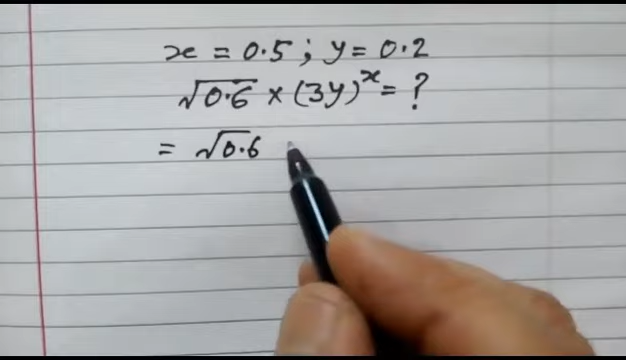 x = 0.5 ; y = 0.2
√0.6 × (3y)^x = ?
= √0.6